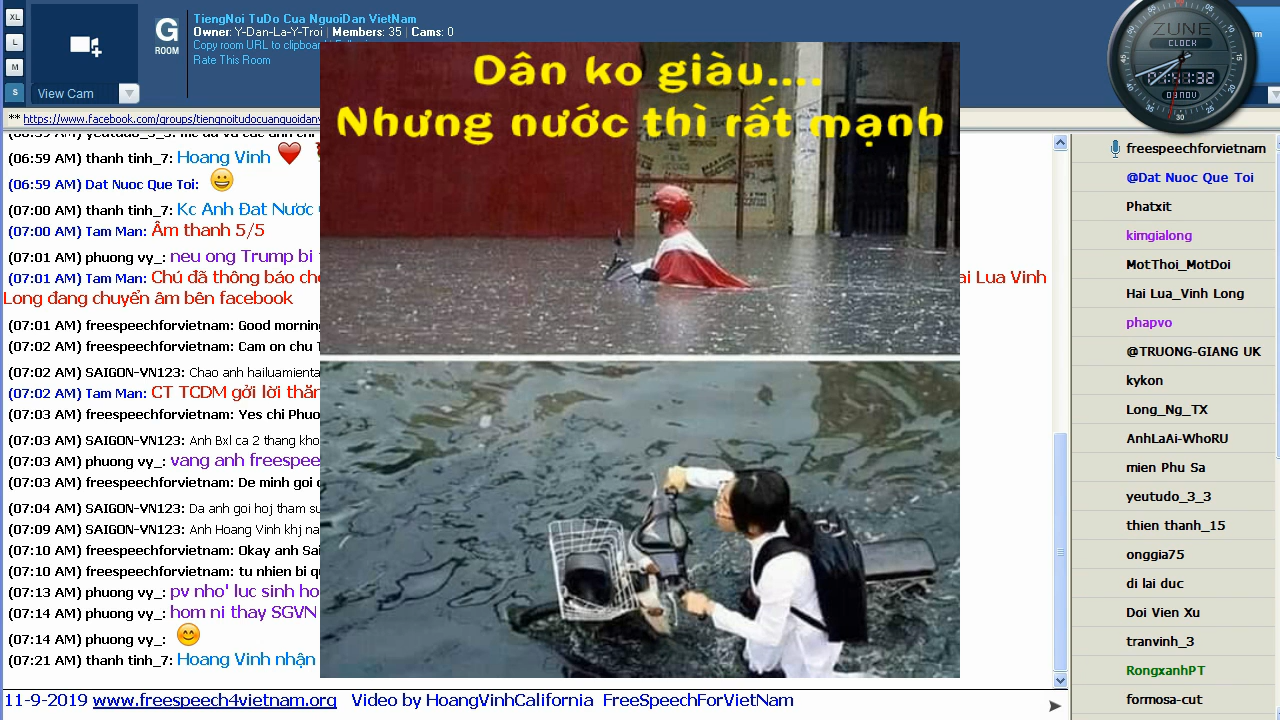 XL
L
M
S
View Cam
G
ROOM
TiengNoi TuDo Cua NguoiDan VietNam
Owner: Y-Dan-La-Y-Troi | Members: 35 | Cams: 0
Copy room URL to clipboard
Rate This Room
ZUNE
CLOCK
09 NOV
** https://www.facebook.com/groups/tiengnoitudocuanguoidanv
Dân ko giàu....
Nhưng nước thì rất mạnh
(06:59 AM) thanh tinh_7: Hoang Vinh
(06:59 AM) Dat Nuoc Que Toi:
(07:00 AM) thanh tinh_7: Kc Anh Đat Nươc
(07:00 AM) Tam Man: Âm thanh 5/5
(07:01 AM) phuong vy_: neu ong Trump bi
(07:01 AM) Tam Man: Chú đã thông báo ch ai Lua Vinh
Long đang chuyển âm bên facebook
(07:01 AM) freespeechforvietnam: Good morning
(07:02 AM) freespeechforvietnam: Cam on chu
(07:02 AM) SAIGON-VN123: Chao anh hailuamienta
(07:02 AM) Tam Man: CT TCDM gởi lời thăm
(07:03 AM) freespeechforvietnam: Yes chi Phuo
(07:03 AM) SAIGON-VN123: Anh Bxl ca 2 thang kho
(07:03 AM) phuong vy_: vang anh freespee
(07:03 AM) freespeechforvietnam: De minh goi
(07:04 AM) SAIGON-VN123: Da anh goi hoj tham su
(07:09 AM) SAIGON-VN123: Anh Hoang Vinh khj na
(07:10 AM) freespeechforvietnam: Okay anh Sai
(07:10 AM) freespeechforvietnam: tu nhien bi q
(07:13 AM) phuong vy_: pv nho' luc sinh ho
(07:14 AM) phuong vy_: hom ni thay SGVN
(07:14 AM) phuong vy_:
(07:21 AM) thanh tinh_7: Hoang Vinh nhận
freespeechforvietnam
@Dat Nuoc Que Toi
Phatxit
kimgialong
MotThoi_MotDoi
Hai Lua_Vinh Long
phapvo
@TRUONG-GIANG UK
kykon
Long_Ng_TX
AnhLaAi-WhoRU
mien Phu Sa
yeutudo_3_3
thien thanh_15
onggia75
di lai duc
Doi Vien Xu
tranvinh_3
RongxanhPT
formosa-cut
11-9-2019 www.freespeech4vietnam.org Video by HoangVinhCalifornia FreeSpeechForVietNam